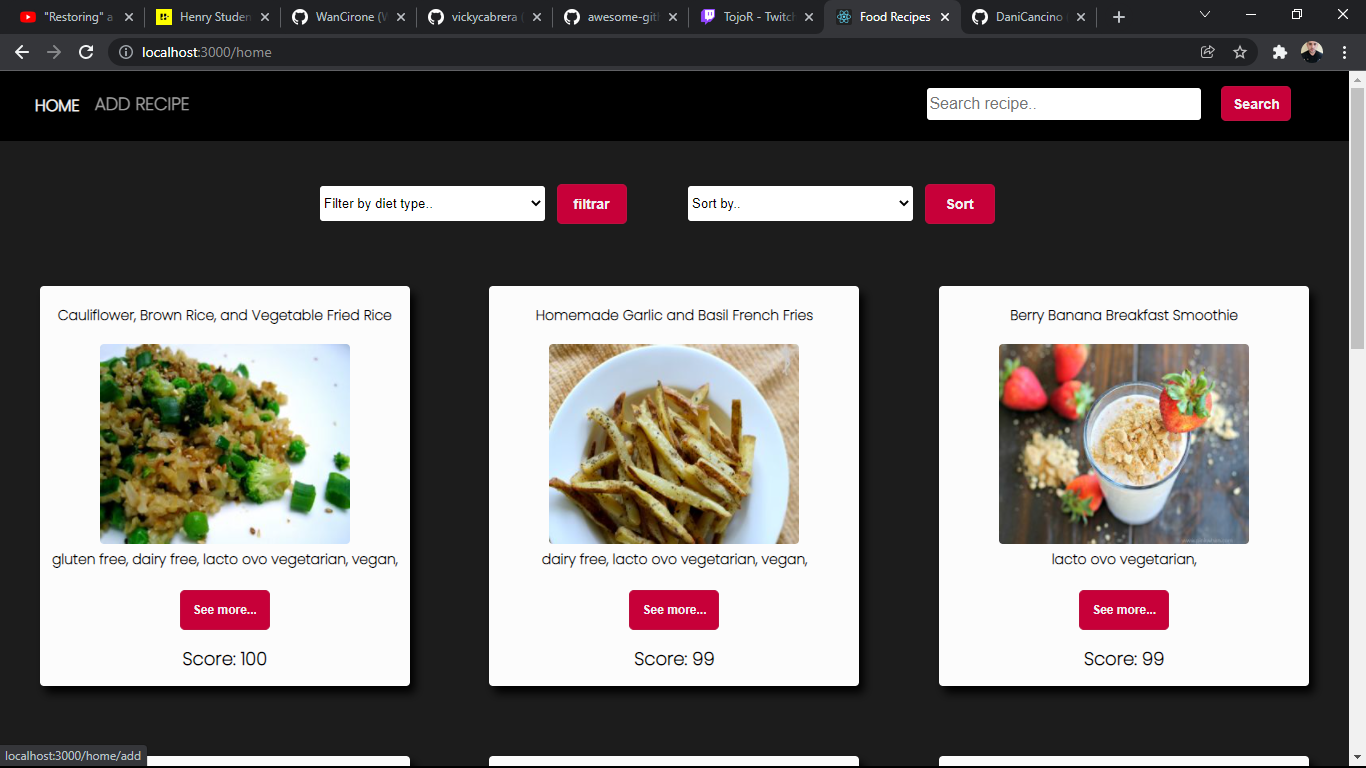 "Restoring" a
Henry Studen
WanCirone (W
vickycabrera (
awesome-gith
TojoR - Twitch
Food Recipes
DaniCancino
localhost:3000/home
HOME ADD RECIPE
Search recipe..
Search
Filter by diet type..
filtrar
Sort by..
Sort
Cauliflower, Brown Rice, and Vegetable Fried Rice
gluten free, dairy free, lacto ovo vegetarian, vegan,
See more...
Score: 100
Homemade Garlic and Basil French Fries
dairy free, lacto ovo vegetarian, vegan,
See more...
Score: 99
Berry Banana Breakfast Smoothie
lacto ovo vegetarian,
See more...
Score: 99
localhost:3000/home/add